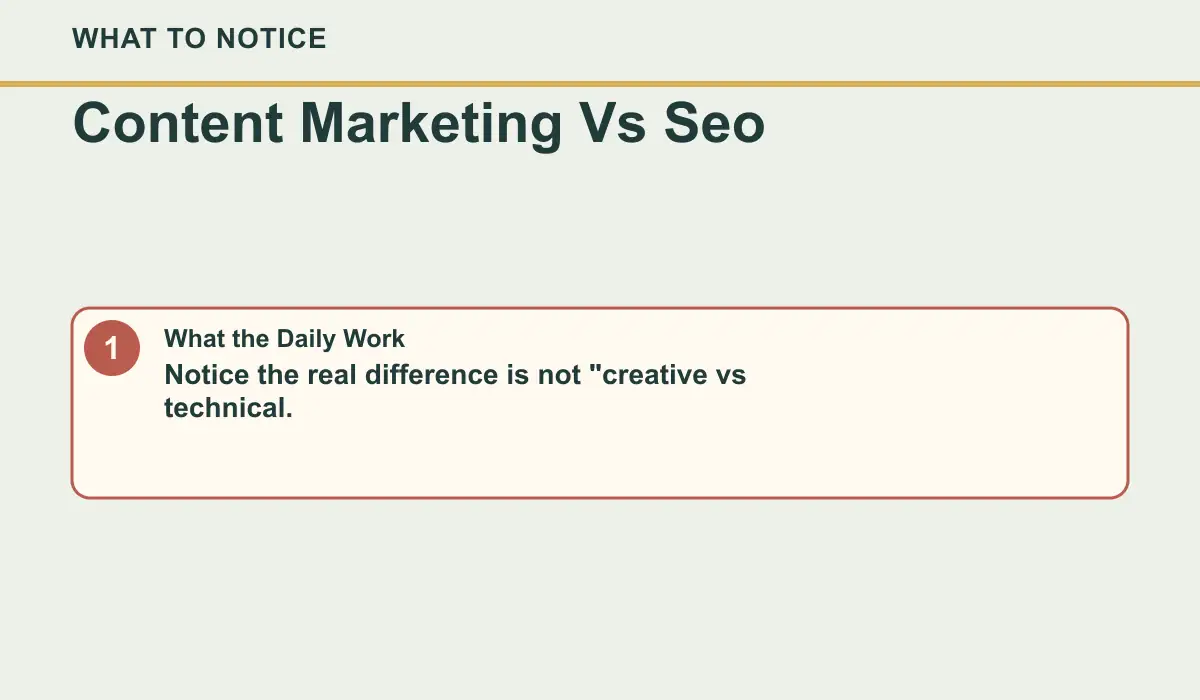 WHAT TO NOTICE
Content Marketing Vs Seo
1
What the Daily Work
Notice the real difference is not "creative vs
technical.